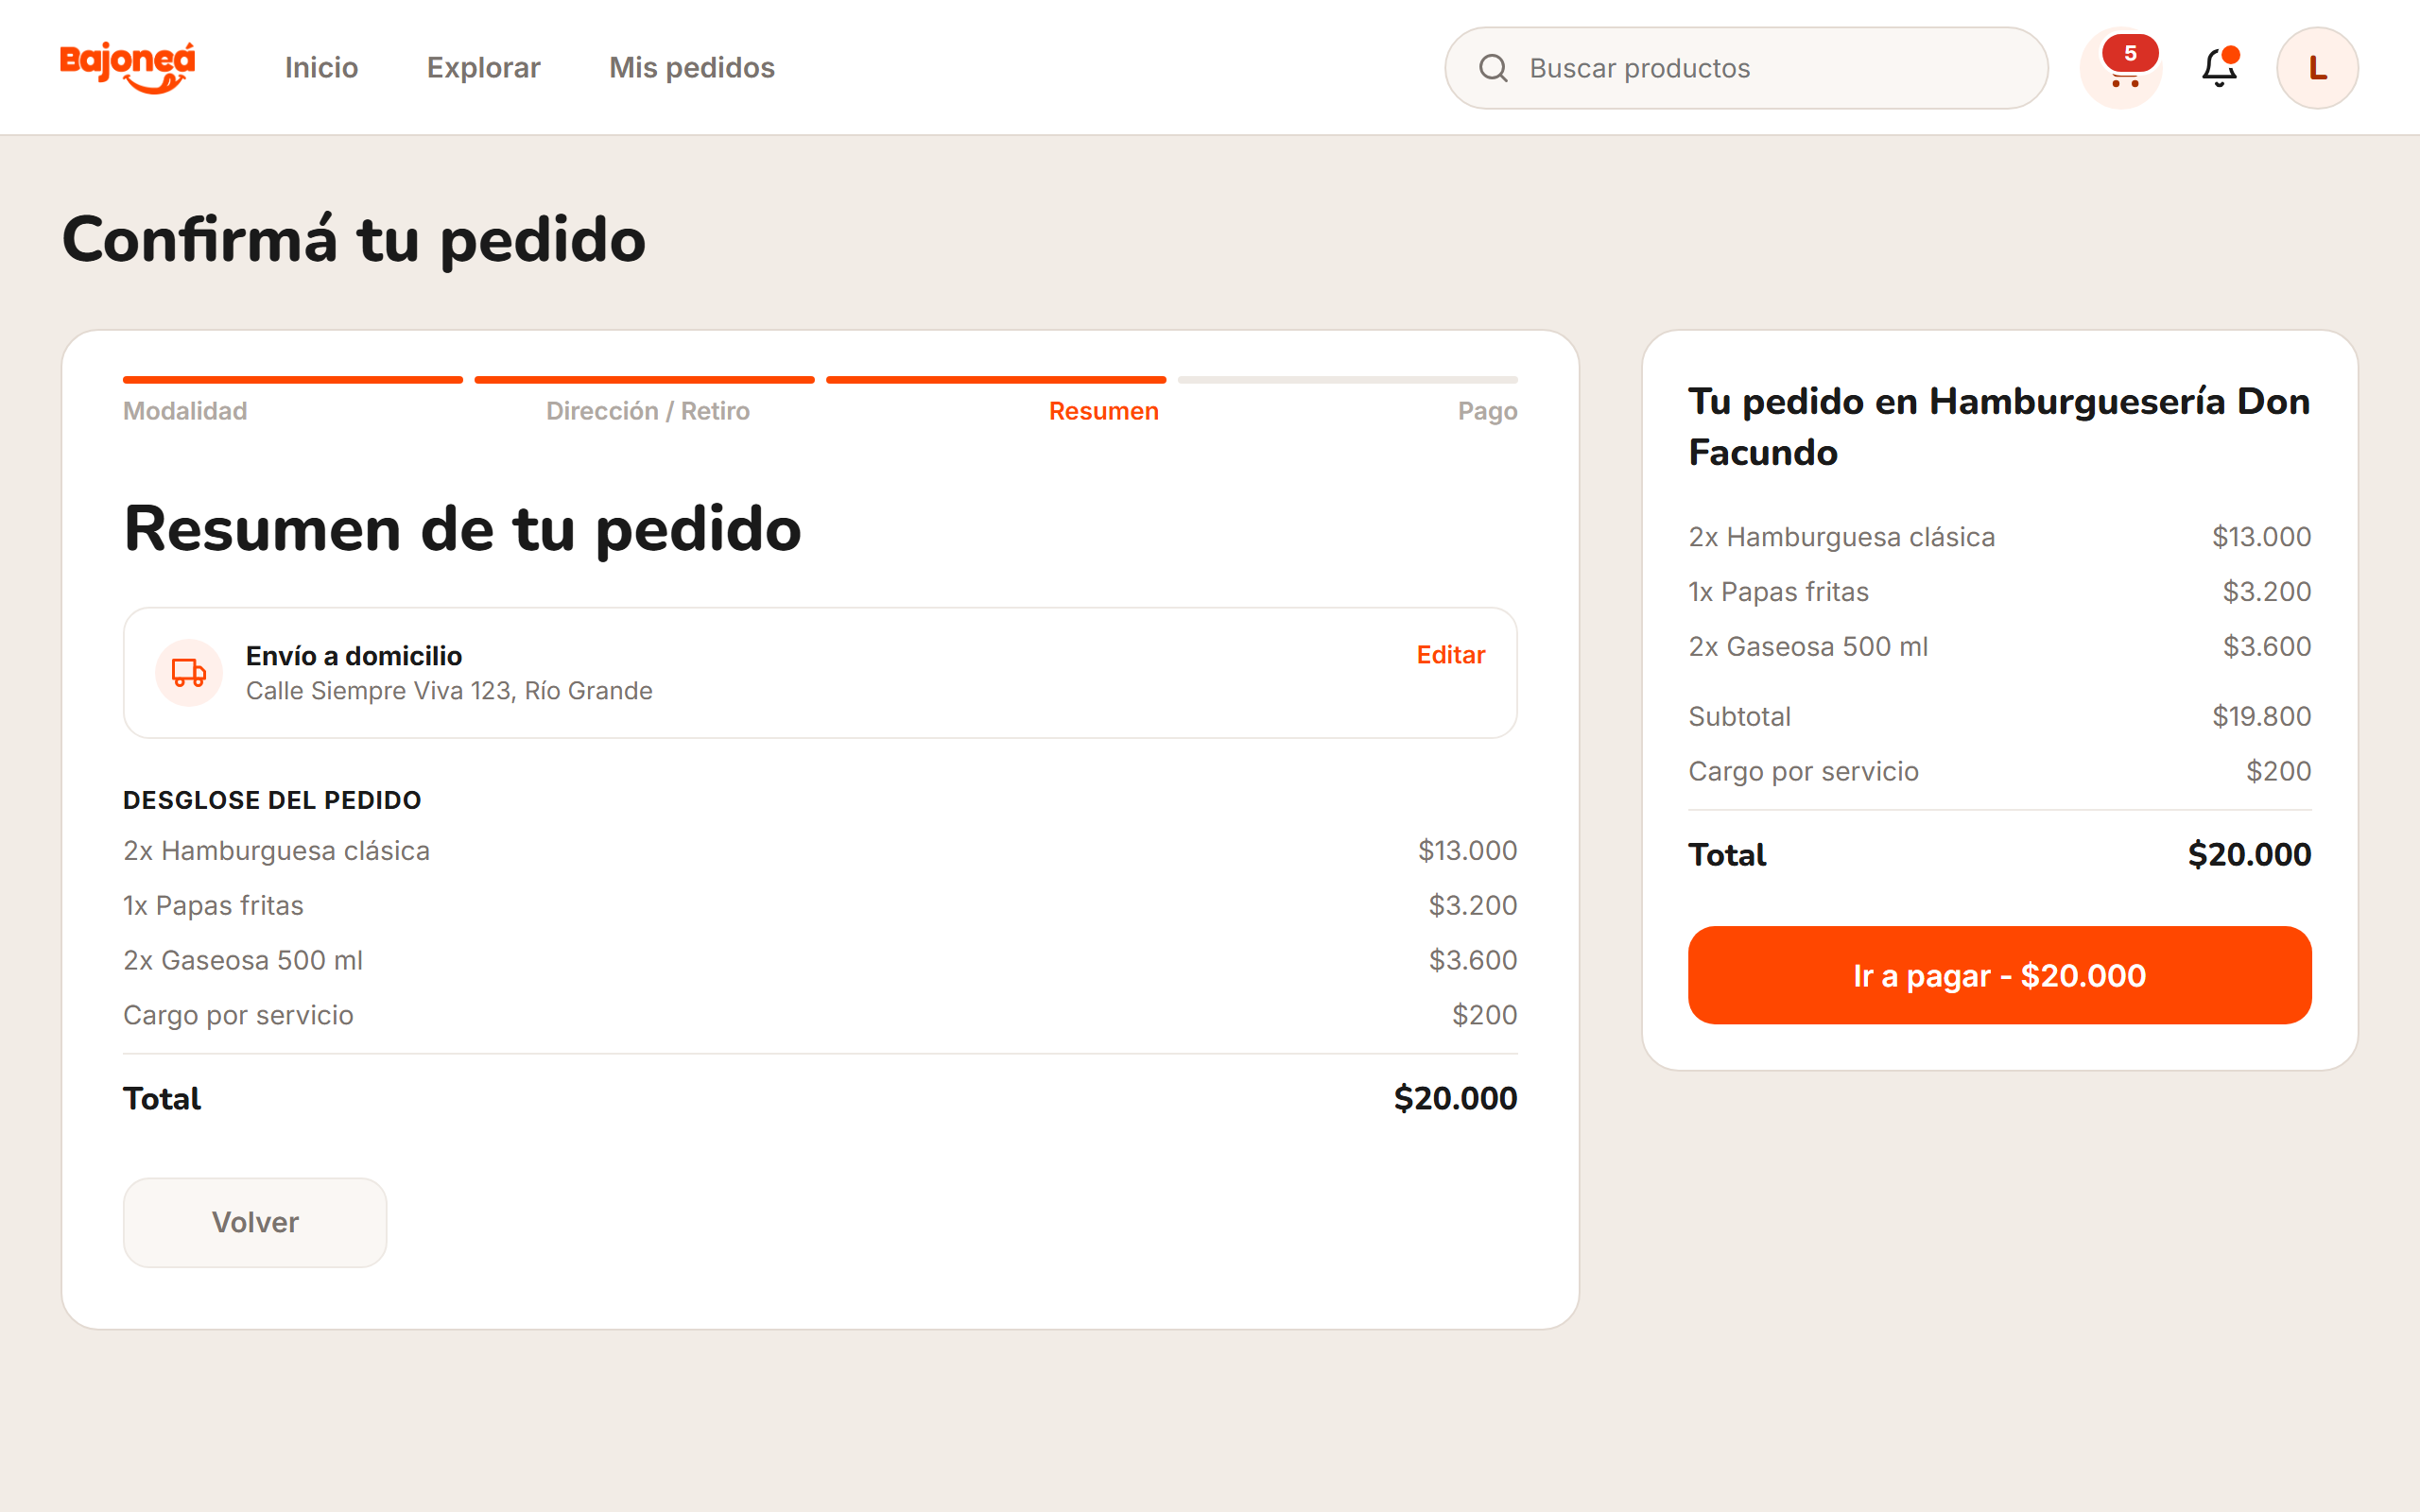 Bajoneá
Inicio
Explorar
Mis pedidos
Buscar productos
5
L
Confirmá tu pedido
Modalidad
Dirección / Retiro
Resumen
Pago
Resumen de tu pedido
Envío a domicilio
Editar
Calle Siempre Viva 123, Río Grande
DESGLOSE DEL PEDIDO
2x Hamburguesa clásica $13.000
1x Papas fritas $3.200
2x Gaseosa 500 ml $3.600
Cargo por servicio $200
Total $20.000
Volver
Tu pedido en Hamburguesería Don
Facundo
2x Hamburguesa clásica $13.000
1x Papas fritas $3.200
2x Gaseosa 500 ml $3.600
Subtotal $19.800
Cargo por servicio $200
Total $20.000
Ir a pagar - $20.000